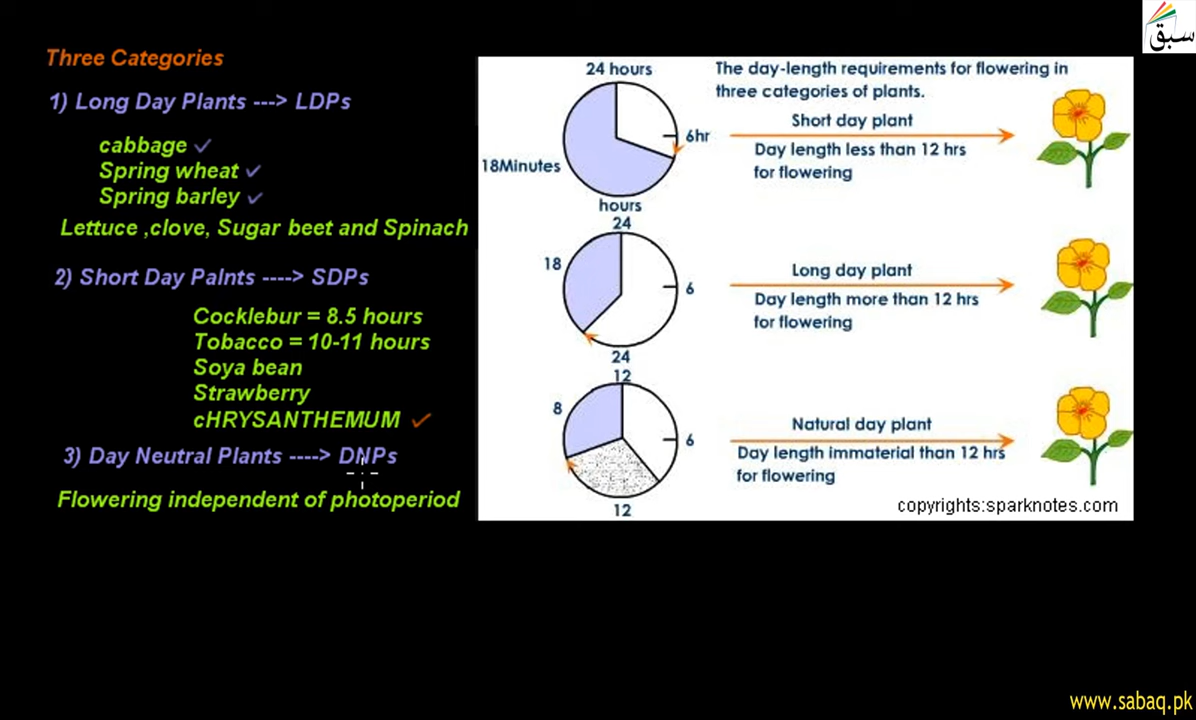 سبق
Three Categories
1) Long Day Plants ---> LDPs
cabbage
Spring wheat
Spring barley
Lettuce ,clove, Sugar beet and Spinach
2) Short Day Palnts ----> SDPs
Cocklebur = 8.5 hours
Tobacco = 10-11 hours
Soya bean
Strawberry
cHRYSANTHEMUM
3) Day Neutral Plants ----> DNPs
Flowering independent of photoperiod
The day-length requirements for flowering in
three categories of plants.
24 hours
6hr
18Minutes
hours
Short day plant
Day length less than 12 hrs
for flowering
24
18
6
24
Long day plant
Day length more than 12 hrs
for flowering
12
8
6
12
Natural day plant
Day length immaterial than 12 hrs
for flowering
copyrights:sparknotes.com
www.sabaq.pk